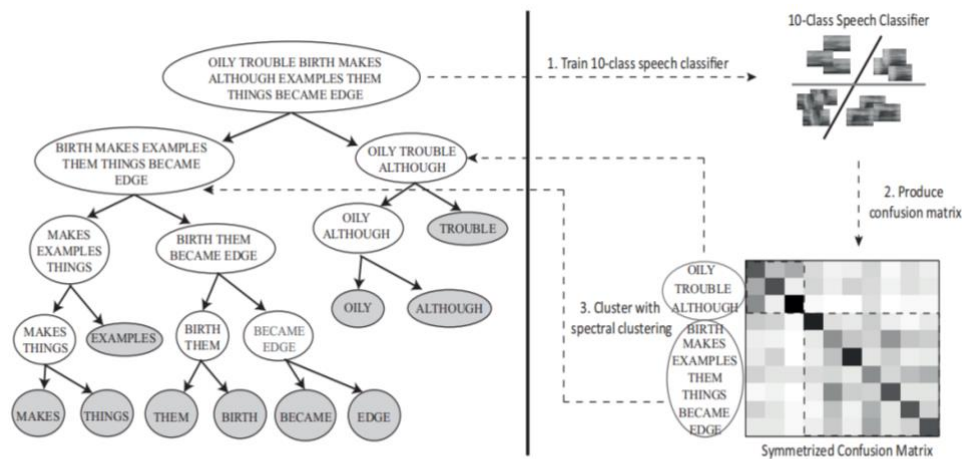 OILY TROUBLE BIRTH MAKES
ALTHOUGH EXAMPLES THEM
THINGS BECAME EDGE
BIRTH MAKES EXAMPLES
THEM THINGS BECAME
EDGE
OILY TROUBLE
ALTHOUGH
MAKES
EXAMPLES
THINGS
BIRTH THEM
BECAME EDGE
OILY
ALTHOUGH
TROUBLE
MAKES
THINGS
EXAMPLES
BIRTH
THEM
BECAME
EDGE
OILY
ALTHOUGH
MAKES
THINGS
THEM
BIRTH
BECAME
EDGE
10-Class Speech Classifier
1. Train 10-class speech classifier
2. Produce
confusion matrix
3. Cluster with
spectral clustering
OILY
TROUBLE
ALTHOUGH
BIRTH
MAKES
EXAMPLES
THEM
THINGS
BECAME
EDGE
Symmetrized Confusion Matrix